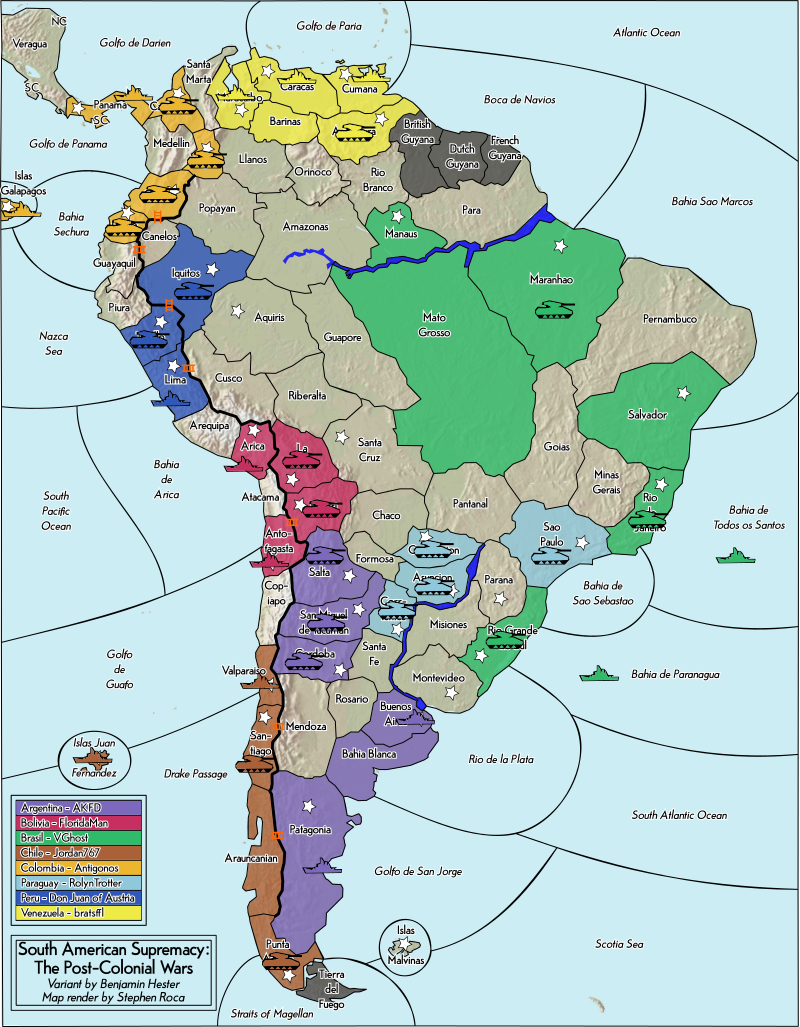 NC
Veragua
Golfo de Darien
Golfo de Paria
Atlantic Ocean
Santa
Marta
SC
Panama
SC
Caracas
Cumana
Boca de Navios
Barinas
British
Guyana
Dutch
Guyana
French
Guyana
Golfo de Panama
Medellin
Llanos
Orinoco
Rio
Branco
Islas
Galapagos
Bahia
Sechura
Popayan
Para
Bahia Sao Marcos
Canelos
Amazonas
Manaus
Guayaquil
Iquitos
Maranhao
Piura
Aquiris
Mato
Grosso
Pernambuco
Nazca
Sea
Guapore
Lima
Cusco
Riberalta
Salvador
Arequipa
Arica
La
Santa
Cruz
Goias
Bahia
de
Arica
Minas
Gerais
South
Pacific
Ocean
Atacama
Pantanal
Rio
Janeiro
Bahia de
Todos os Santos
Chaco
Anto-
fagasta
Sao
Paulo
Formosa
Salta
Asuncion
Parana
Cop-
iapo
Bahia de
Sao Sebastao
San Miguel
de Tucuman
Misiones
Rio Grande
Cordoba
Santa
Fe
Golfo
de
Guafo
Valparaiso
Montevideo
Bahia de Paranagua
Rosario
Buenos
San-
tiago
Mendoza
Islas Juan
Fernandez
Bahia Blanca
Rio de la Plata
Drake Passage
Argentina - AKFD
Bolivia - FloridaMan
Brasil - VGhost
Chile - Jordan767
Colombia - Antigonos
Paraguay - RolynTrotter
Peru - Don Juan of Austria
Venezuela - bratsffl
Patagonia
South Atlantic Ocean
Araucanian
Golfo de San Jorge
South American Supremacy:
The Post-Colonial Wars
Variant by Benjamin Hester
Map render by Stephen Roca
Punta
Islas
Malvinas
Scotia Sea
Tierra
del
Fuego
Straits of Magellan